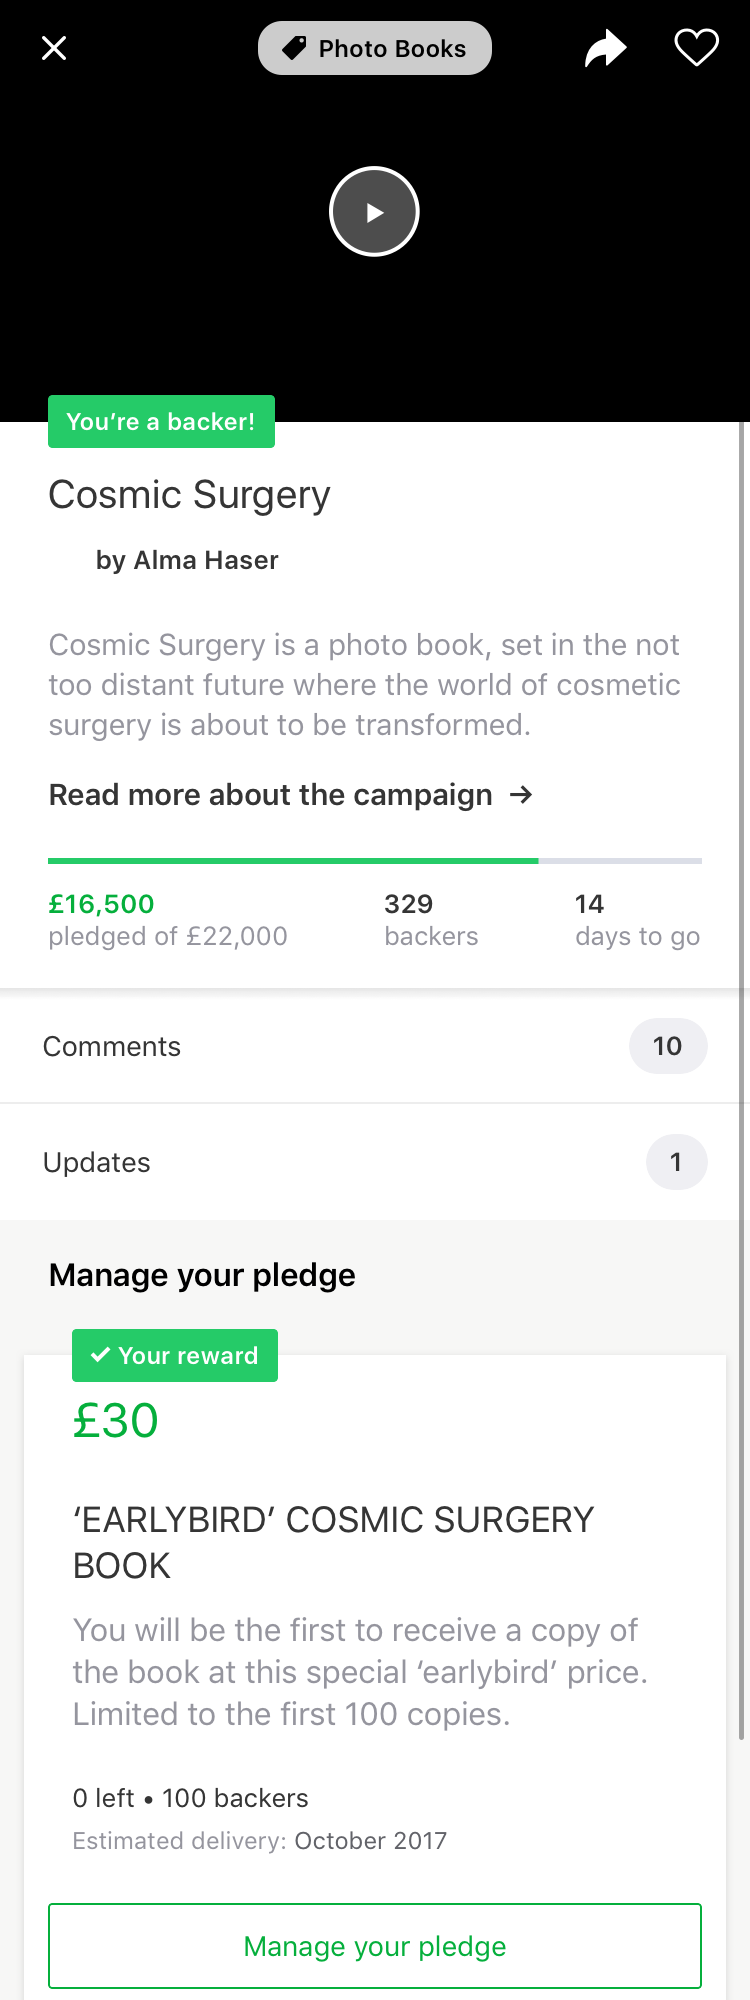 Photo Books
You’re a backer!
Cosmic Surgery
by Alma Haser
Cosmic Surgery is a photo book, set in the not
too distant future where the world of cosmetic
surgery is about to be transformed.
Read more about the campaign →
£16,500
pledged of £22,000
329
backers
14
days to go
Comments
10
Updates
1
Manage your pledge
Your reward
£30
‘EARLYBIRD’ COSMIC SURGERY
BOOK
You will be the first to receive a copy of
the book at this special ‘earlybird’ price.
Limited to the first 100 copies.
0 left • 100 backers
Estimated delivery: October 2017
Manage your pledge